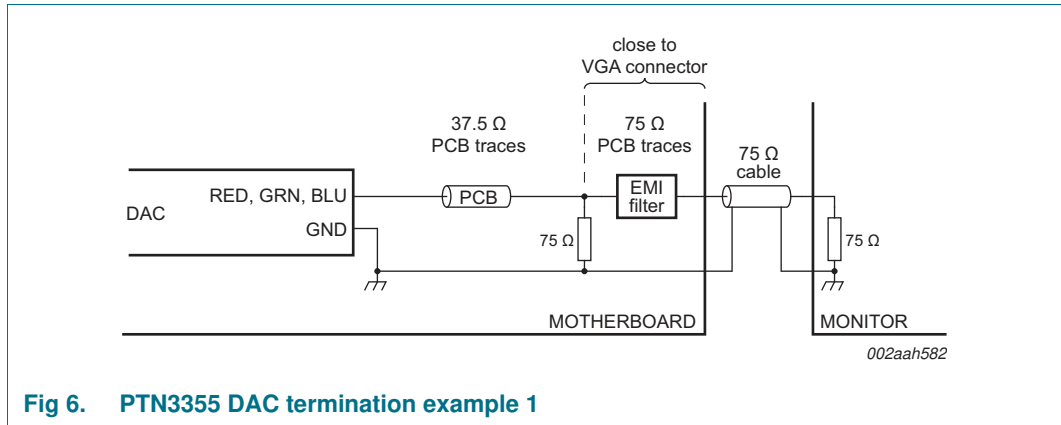 close to
VGA connector
37.5 Ω
PCB traces
75 Ω
PCB traces
75 Ω
cable
RED, GRN, BLU
PCB
EMI
filter
DAC
GND
75 Ω
75 Ω
MOTHERBOARD
MONITOR
002aah582
Fig 6. PTN3355 DAC termination example 1